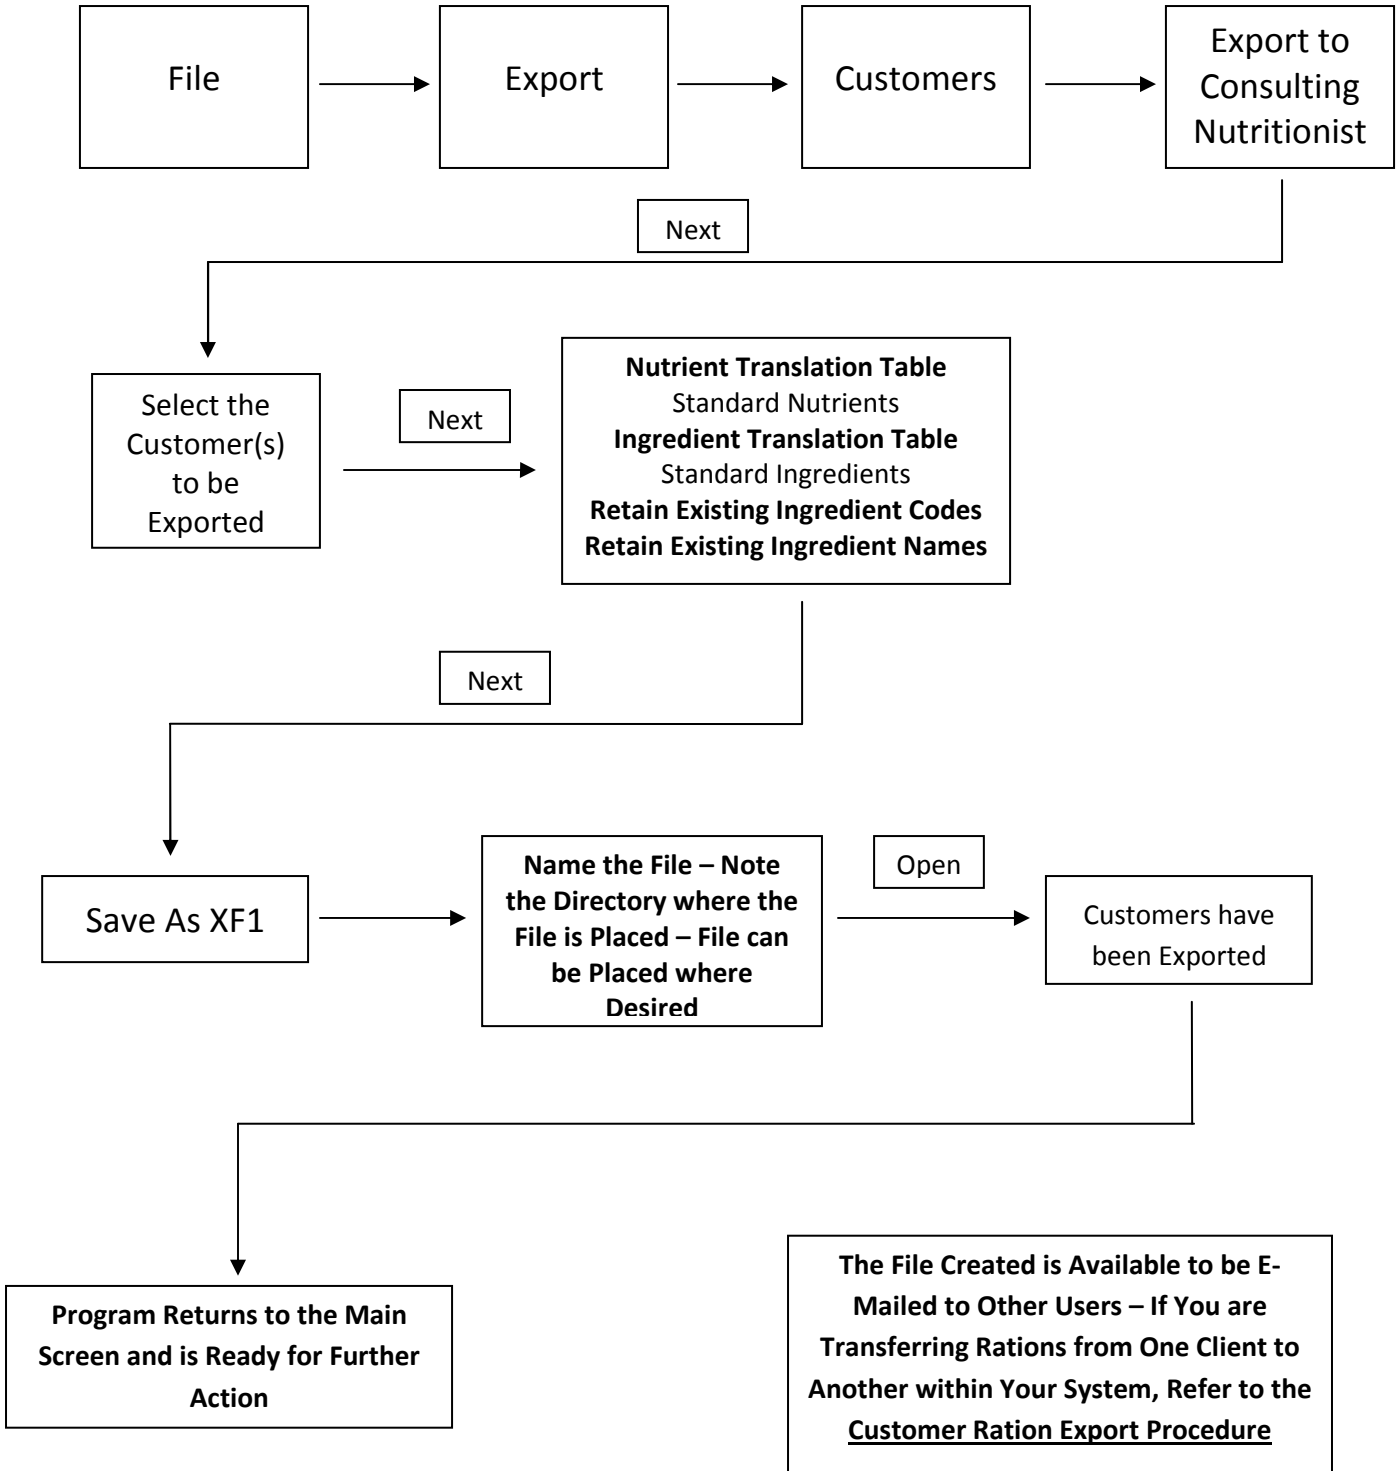 File
Export
Customers
Export to
Consulting
Nutritionist
Next
Select the
Customer(s)
to be
Exported
Next
Nutrient Translation Table
Standard Nutrients
Ingredient Translation Table
Standard Ingredients
Retain Existing Ingredient Codes
Retain Existing Ingredient Names
Next
Save As XF1
Name the File – Note
the Directory where the
File is Placed – File can
be Placed where
Desired
Open
Customers have
been Exported
Program Returns to the Main
Screen and is Ready for Further
Action
The File Created is Available to be E-
Mailed to Other Users – If You are
Transferring Rations from One Client to
Another within Your System, Refer to the
Customer Ration Export Procedure